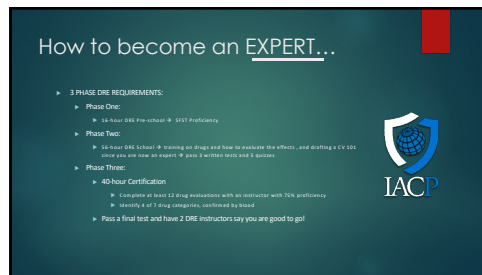 How to become an EXPERT...
► 3 PHASE DRE REQUIREMENTS:
► Phase One:
► 16-hour DRE Pre-school → SFST Proficiency
► Phase Two:
► 56-hour DRE School → training on drugs and how to evaluate the effects , and drafting a CV 101
since you are now an expert → pass 3 written tests and 5 quizzes
► Phase Three:
► 40-hour Certification
► Complete at least 12 drug evaluations with an instructor with 75% proficiency
► Identify 4 of 7 drug categories, confirmed by blood
► Pass a final test and have 2 DRE instructors say you are good to go!
IACP